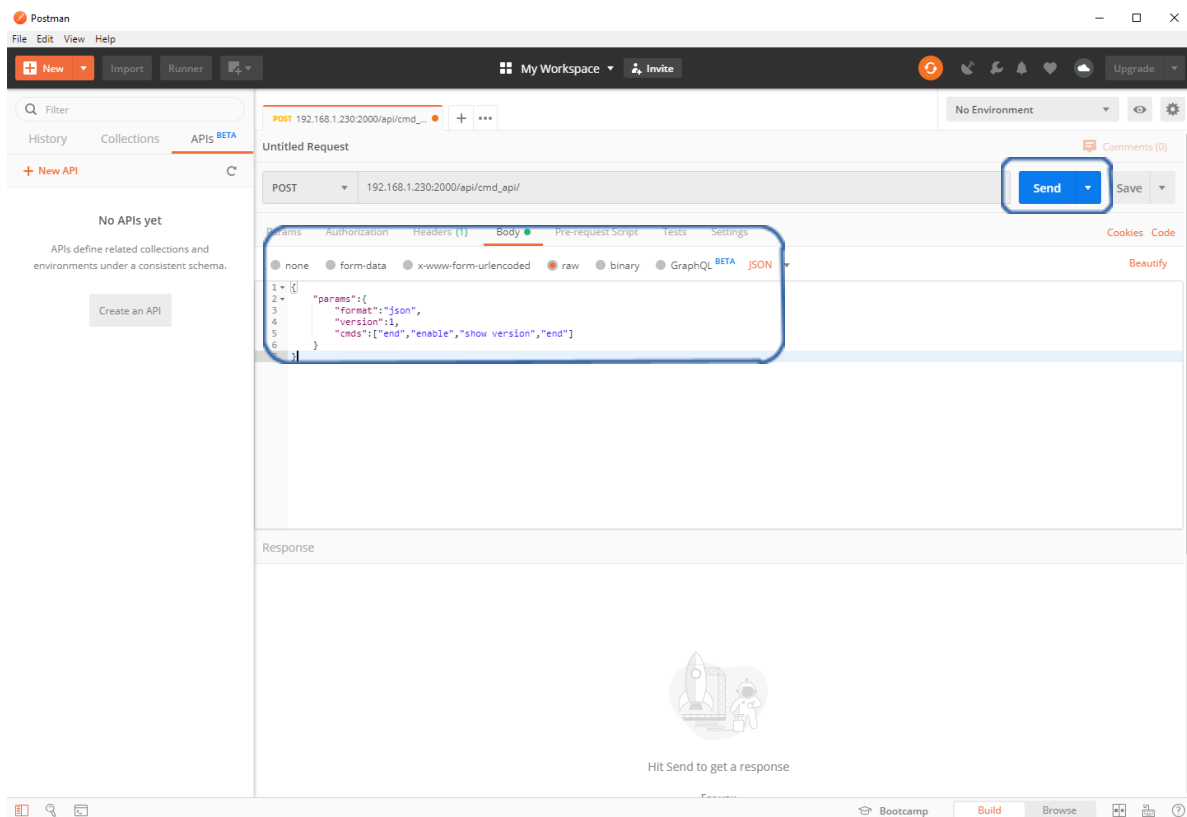 Postman
File Edit View Help
New Import Runner My Workspace Invite Upgrade
Filter
History Collections APIs BETA
+ New API
No APIs yet
APIs define related collections and
environments under a consistent schema.
Create an API
POST 192.168.1.230:2000/api/cmd_... + •••
No Environment
Untitled Request
Comments (0)
POST 192.168.1.230:2000/api/cmd_api/
Send Save
Params Authorization Headers (1) Body Pre-request Script Tests Settings
Cookies Code
none form-data x-www-form-urlencoded raw binary GraphQL BETA JSON
Beautify
1 {
2 "params":{
3 "format":"json",
4 "version":1,
5 "cmds":["end","enable","show version","end"]
6 }
7 }
Response
Hit Send to get a response
Bootcamp Build Browse